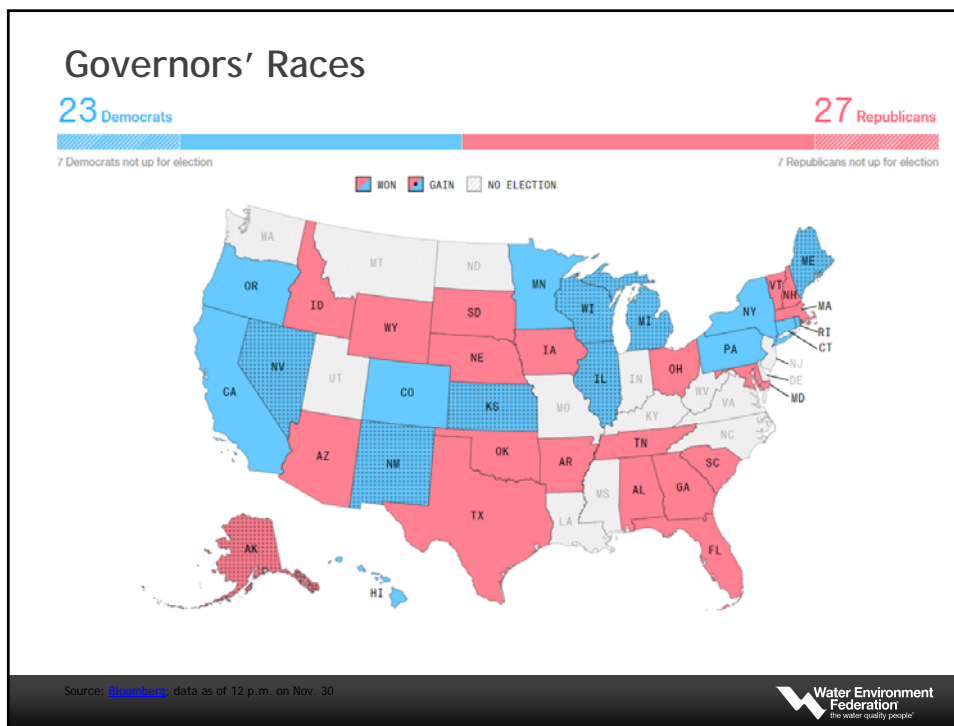 Governors' Races
23 Democrats
27 Republicans
7 Democrats not up for election
7 Republicans not up for election
WON GAIN NO ELECTION
WA
MT
ND
MN
ME
OR
ID
WY
SD
WI
MI
NY
VT
NH
MA
RI
CT
NV
UT
NE
IA
PA
NJ
DE
MD
CA
CO
KS
MO
IL
IN
OH
WV
VA
KY
NC
AZ
NM
OK
AR
TN
SC
TX
LA
MS
AL
GA
FL
AK
HI
Source: Bloomberg; data as of 12 p.m. on Nov. 30
Water Environment
Federation
the water quality people®